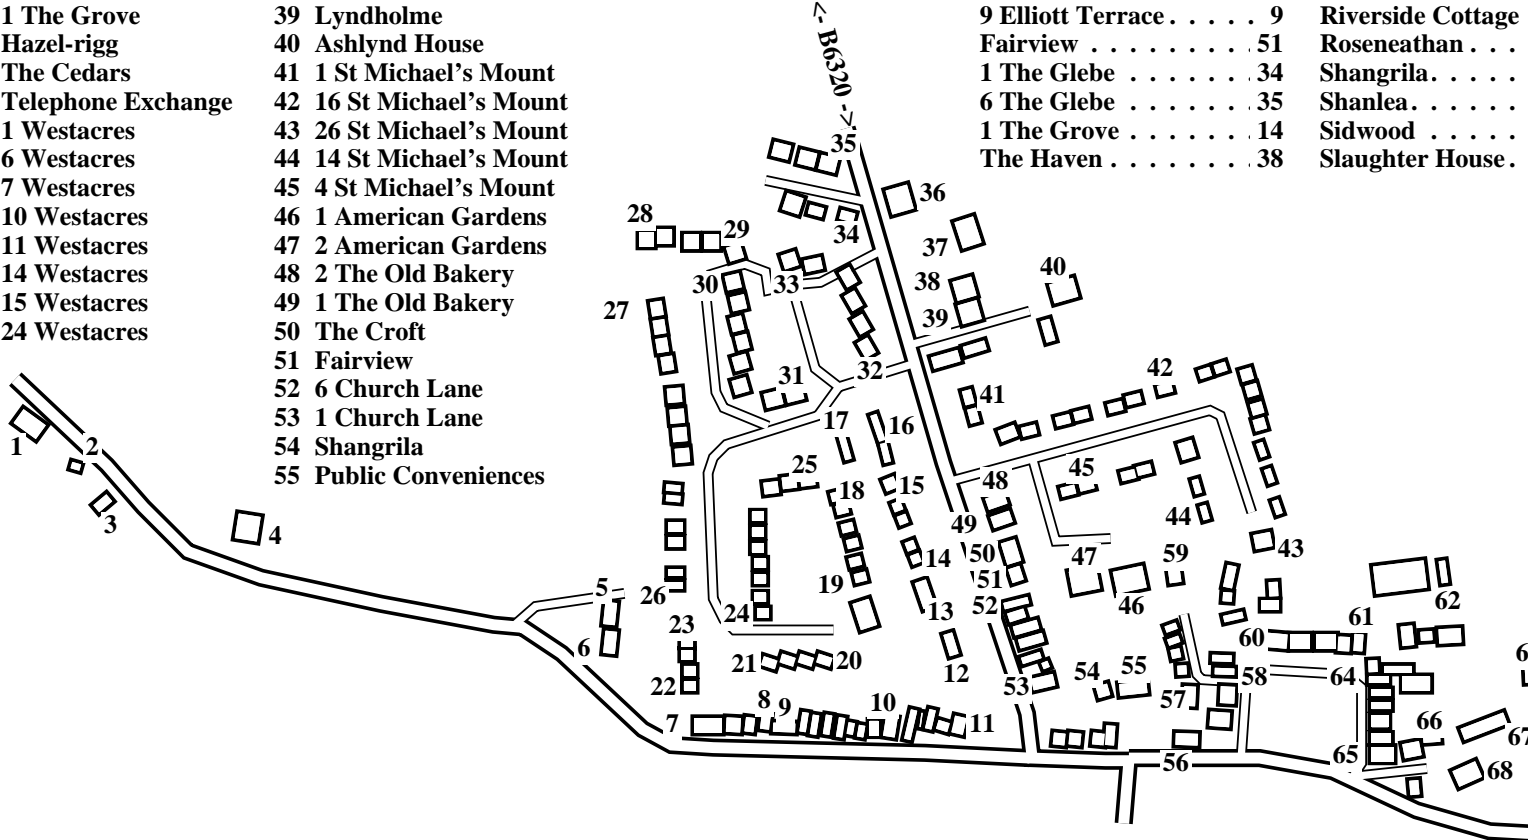 1 The Grove
Hazel-rigg
The Cedars
Telephone Exchange
1 Westacres
6 Westacres
7 Westacres
10 Westacres
11 Westacres
14 Westacres
15 Westacres
24 Westacres
39 Lyndholme
40 Ashlynd House
41 1 St Michael's Mount
42 16 St Michael's Mount
43 26 St Michael's Mount
44 14 St Michael's Mount
45 4 St Michael's Mount
46 1 American Gardens
47 2 American Gardens
48 2 The Old Bakery
49 1 The Old Bakery
50 The Croft
51 Fairview
52 6 Church Lane
53 1 Church Lane
54 Shangrila
55 Public Conveniences
<- B6320 ->
9 Elliott Terrace . . . . . 9
Fairview . . . . . . . . . . 51
1 The Glebe . . . . . . . 34
6 The Glebe . . . . . . . 35
1 The Grove . . . . . . . 14
The Haven . . . . . . . . 38
Riverside Cottage
Roseneathan . . .
Shangrila . . . . .
Shanlea . . . . . .
Sidwood . . . . .
Slaughter House .
35
36
28
29
34
37
40
30
33
38
27
39
32
31
42
41
17
16
1
2
25
45
48
18
15
3
4
49
44
43
50
47
59
14
5
26
51
19
52
46
62
24
13
23
61
60
6
21
20
12
22
53
54
55
57
58
64
6
7
8
9
10
11
66
67
56
65
68